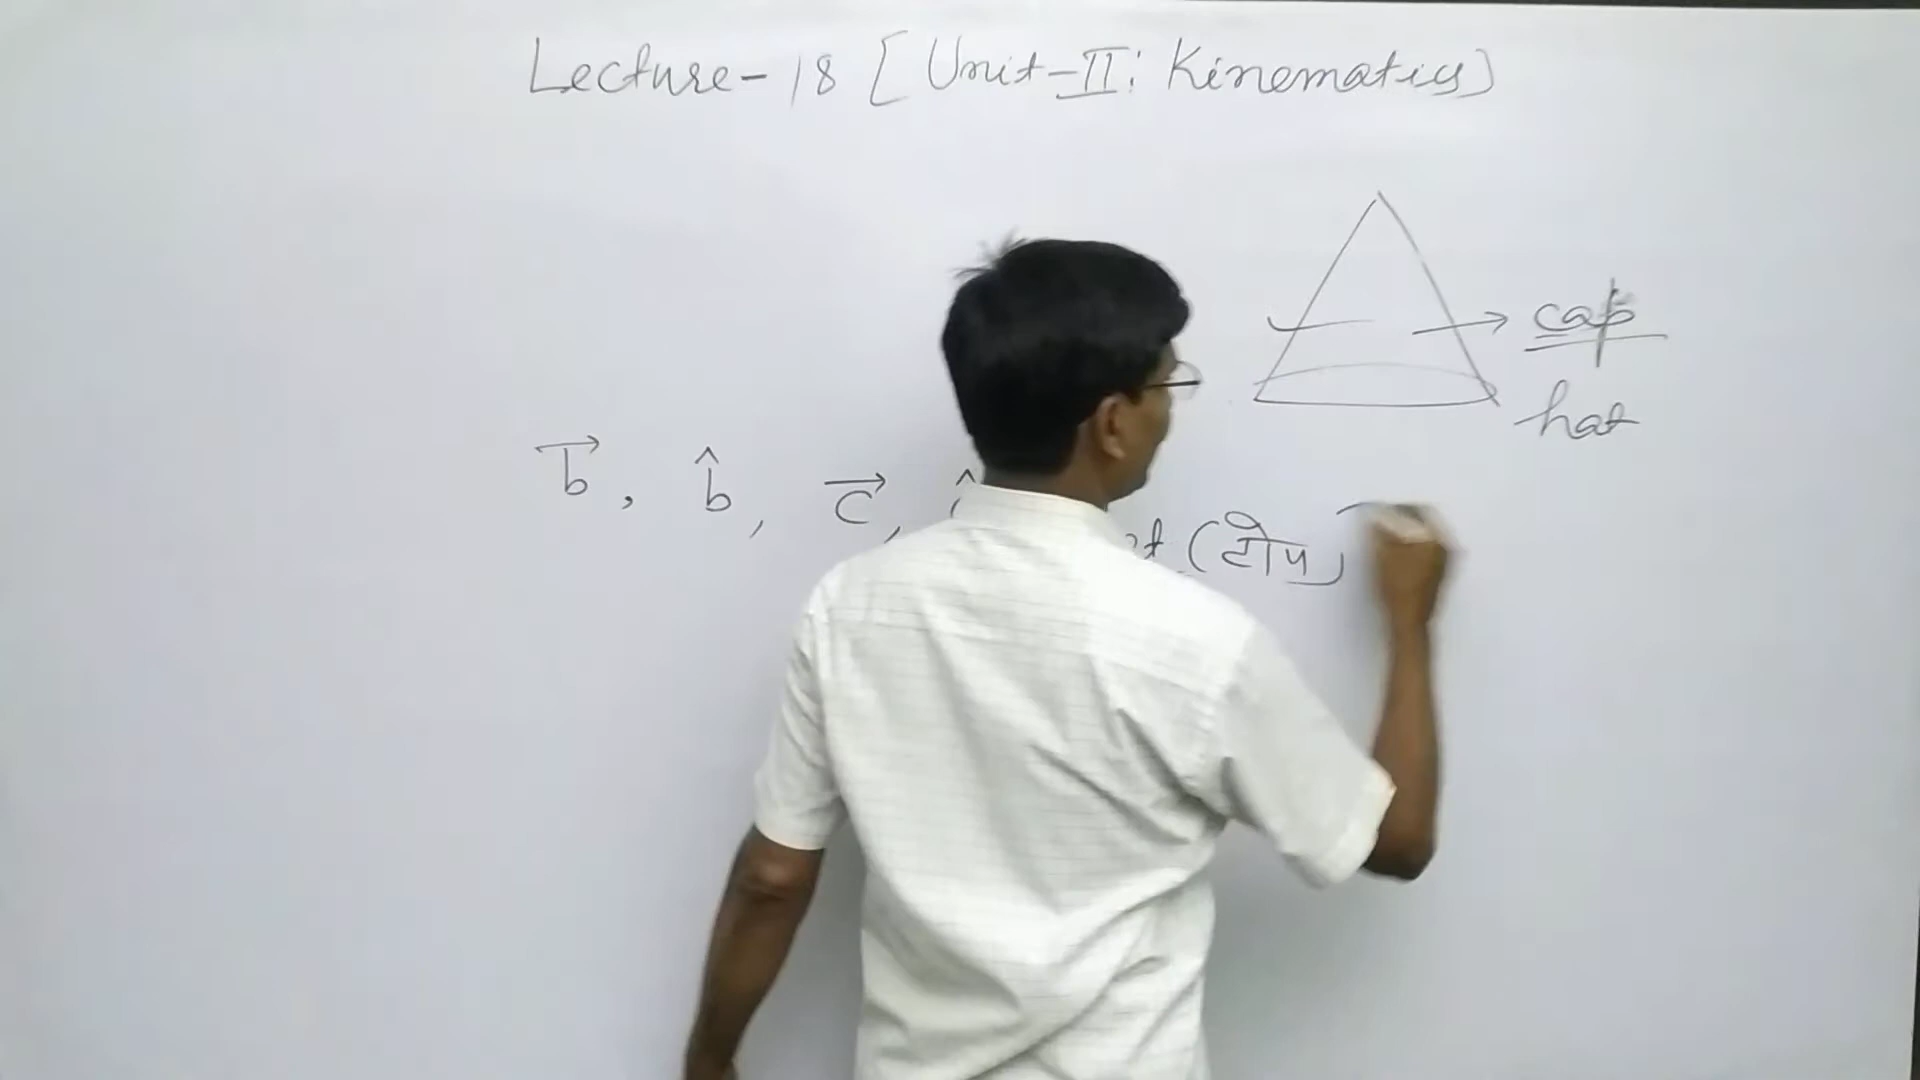 Lecture-18 [Unit-II: Kinematics]
cap
hat
b⃗, b̂, c⃗, (टोप)